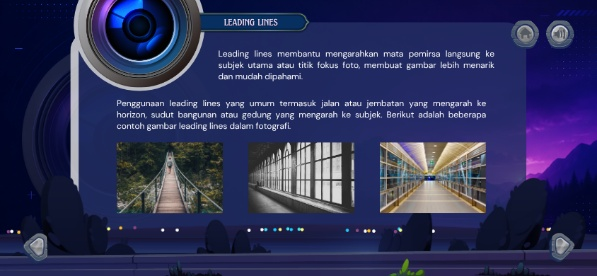 LEADING LINES
Leading lines membantu mengarahkan mata pemirsa langsung ke
subjek utama atau titik fokus foto, membuat gambar lebih menarik
dan mudah dipahami.
Penggunaan leading lines yang umum termasuk jalan atau jembatan yang mengarah ke
horizon, sudut bangunan atau gedung yang mengarah ke subjek. Berikut adalah beberapa
contoh gambar leading lines dalam fotografi.